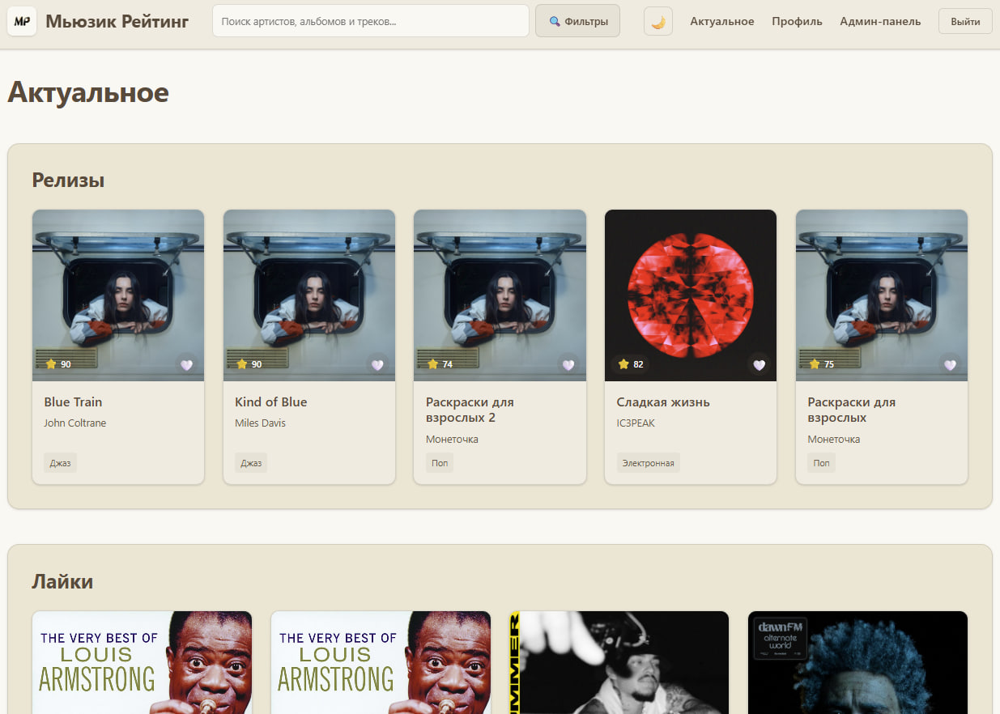 МР Мьюзик Рейтинг Поиск артистов, альбомов и треков... Фильтры Актуальное Профиль Админ-панель Выйти
Актуальное
Релизы
90 90 74 82 75
Blue Train
John Coltrane
Джаз
Kind of Blue
Miles Davis
Джаз
Раскраски для
взрослых 2
Монеточка
Поп
Сладкая жизнь
IC3PEAK
Электронная
Раскраски для
взрослых
Монеточка
Поп
Лайки
THE VERY BEST OF
LOUIS
ARMSTRONG
THE VERY BEST OF
LOUIS
ARMSTRONG
dawn FM
alternate
world